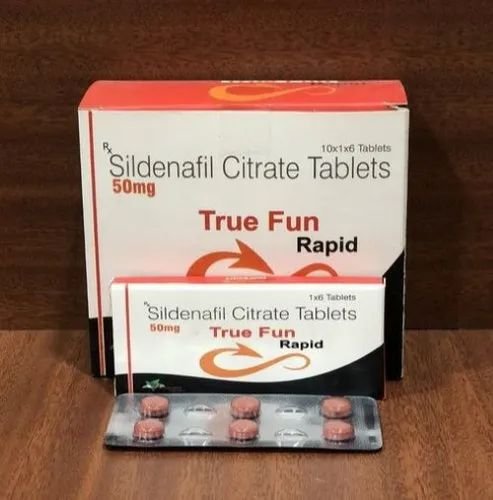 10x1x6 Tablets
Rx
Sildenafil Citrate Tablets
50mg
True Fun
Rapid
1x6 Tablets
Rx
Sildenafil Citrate Tablets
50mg
True Fun
Rapid